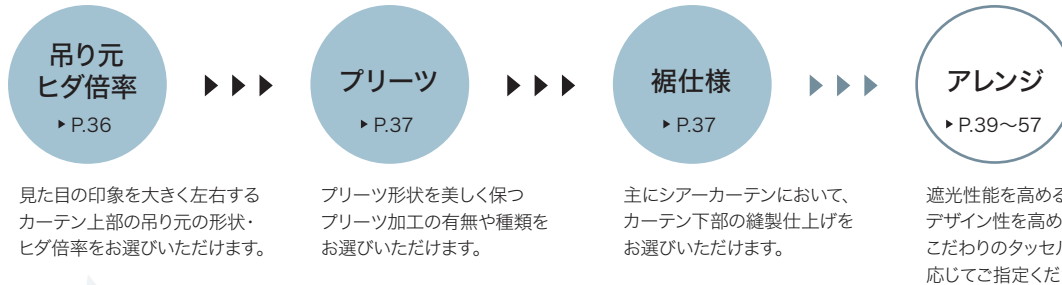 吊り元
ヒダ倍率
▶ P.36
見た目の印象を大きく左右する
カーテン上部の吊り元の形状・
ヒダ倍率をお選びいただけます。
プリーツ
▶ P.37
プリーツ形状を美しく保つ
プリーツ加工の有無や種類を
お選びいただけます。
裾仕様
▶ P.37
主にシアーカーテンにおいて、
カーテン下部の縫製仕上げを
お選びいただけます。
アレンジ
▶ P.39〜57
遮光性能を高める
デザイン性を高め
こだわりのタッセル
応じてご指定くだ